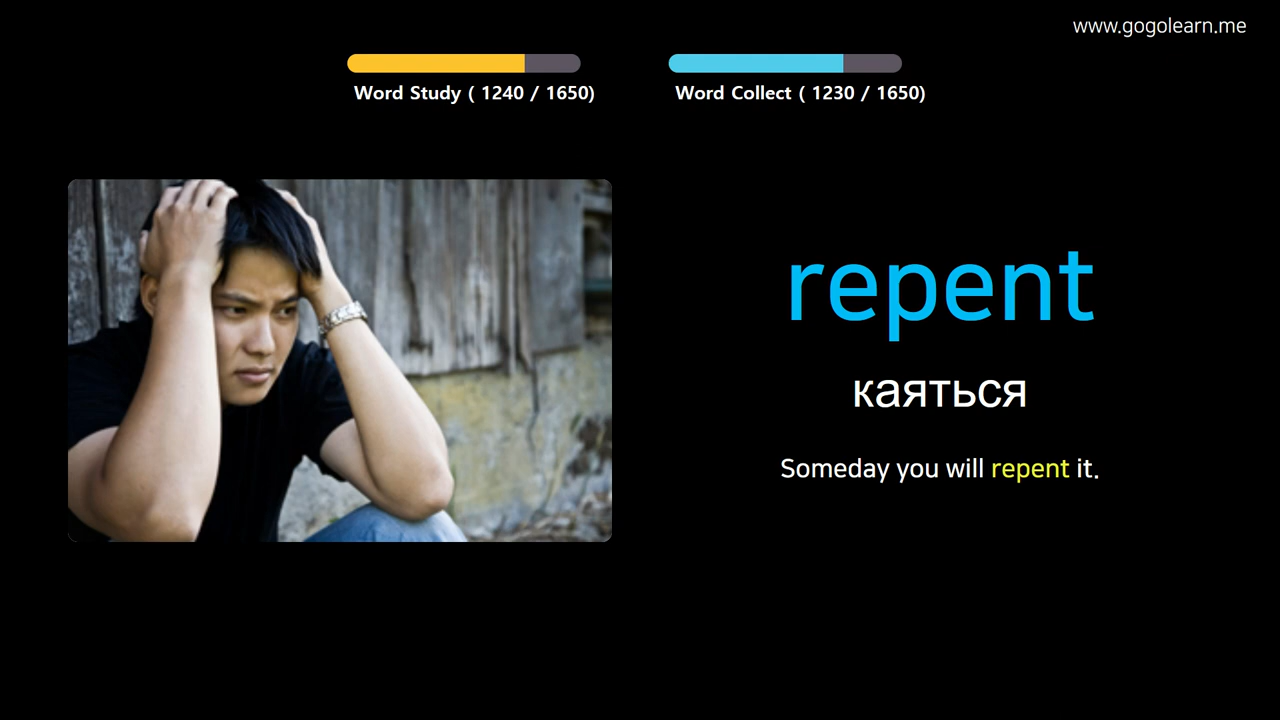 www.gogolearn.me
Word Study ( 1240 / 1650)
Word Collect ( 1230 / 1650)
repent
каяться
Someday you will repent it.